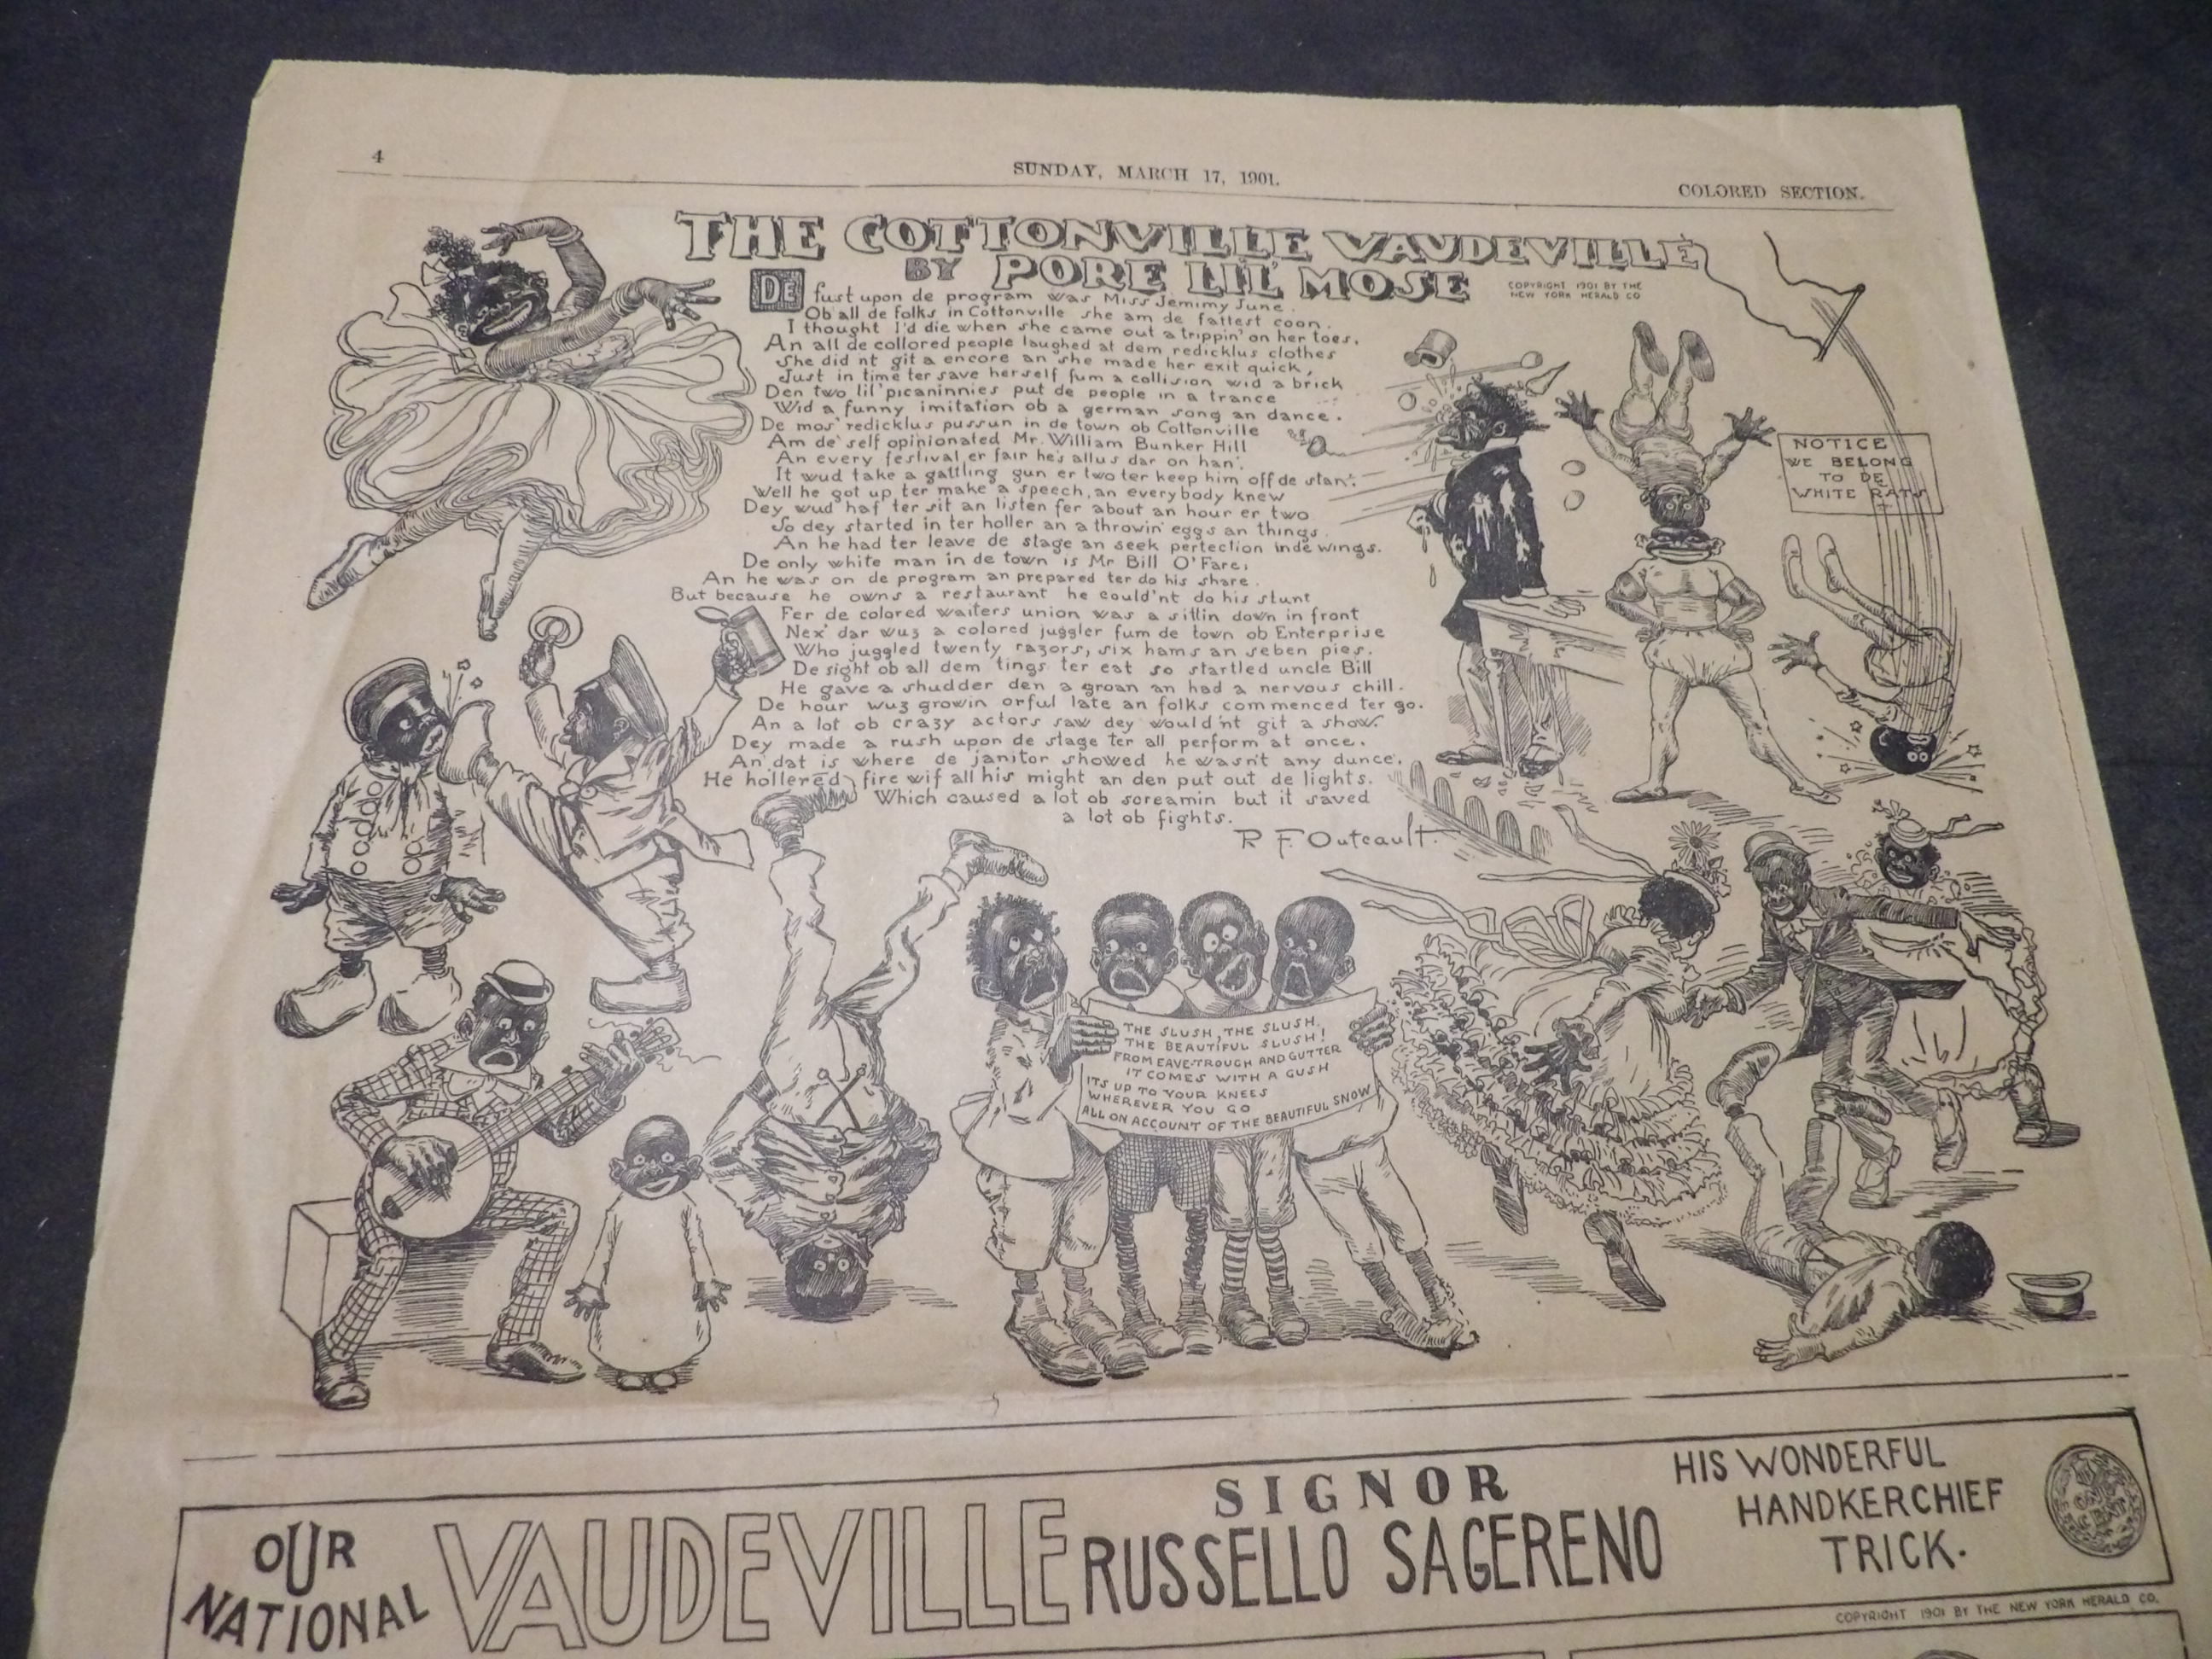 4
SUNDAY, MARCH 17, 1901.
COLORED SECTION.
THE COTTONVILLE VAUDEVILLE
BY PORE LIL' MOSE
COPYRIGHT 1901 BY THE
NEW YORK HERALD CO
DE fust upon de program was Miss Jemimy June.
Ob all de folks in Cottonville she am de fattest coon.
I thought I'd die when she came out a trippin' on her toes.
An all de collored people laughed at dem redicklus clothes
She did nt git a encore an she made her exit quick,
Just in time ter save herself fum a collision wid a brick
Den two lil' picaninnies put de people in a trance
Wid a funny imitation ob a german song an dance.
De mos' redicklus pussun in de town ob Cottonville
Am de self opinionated Mr. William Bunker Hill
An every festival er fair he's allus dar on han'.
It wud take a gattling gun er two ter keep him off de stan'.
Well he got up ter make a speech, an everybody knew
Dey wud haf ter sit an listen fer about an hour er two
So dey started in ter holler an a throwin' eggs an things
An he had ter leave de stage an seek pertection inde wings.
De only white man in de town is Mr Bill O'Fare,
An he was on de program an prepared ter do his share.
But because he owns a restaurant he could'nt do his stunt
Fer de colored waiters union was a sittin down in front
Nex' dar wuz a colored juggler fum de town ob Enterprise
Who juggled twenty razors, six hams an seben pies.
De sight ob all dem tings ter eat so startled uncle Bill
He gave a shudder den a groan an had a nervous chill.
De hour wuz growin orful late an folks commenced ter go.
An a lot ob crazy actors saw dey would'nt git a show.
Dey made a rush upon de stage ter all perform at once.
An' dat is where de janitor showed he wasn't any dunce.
He hollered fire wif all his might an den put out de lights.
Which caused a lot ob screamin but it saved
a lot ob fights.
R F. Outcault.
NOTICE
WE BELONG
TO DE
WHITE RATS
THE SLUSH, THE SLUSH,
THE BEAUTIFUL SLUSH!
FROM EAVE-TROUGH AND GUTTER
IT COMES WITH A GUSH
ITS UP TO YOUR KNEES
WHEREVER YOU GO
ALL ON ACCOUNT OF THE BEAUTIFUL SNOW
OUR
NATIONAL
VAUDEVILLE
SIGNOR
RUSSELLO SAGERENO
HIS WONDERFUL
HANDKERCHIEF
TRICK.
ONE
CENT
COPYRIGHT 1901 BY THE NEW YORK HERALD CO.